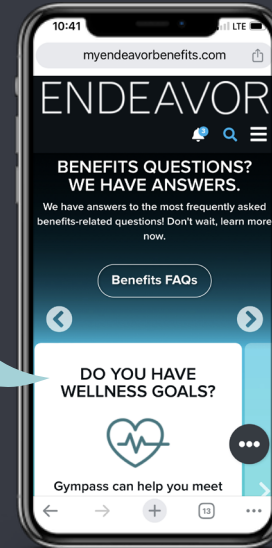 10:41
LTE
myendeavorbenefits.com
ENDEAVOR
3
BENEFITS QUESTIONS?
WE HAVE ANSWERS.
We have answers to the most frequently asked
benefits-related questions! Don't wait, learn more
now.
Benefits FAQs
DO YOU HAVE
WELLNESS GOALS?
Gympass can help you meet
13